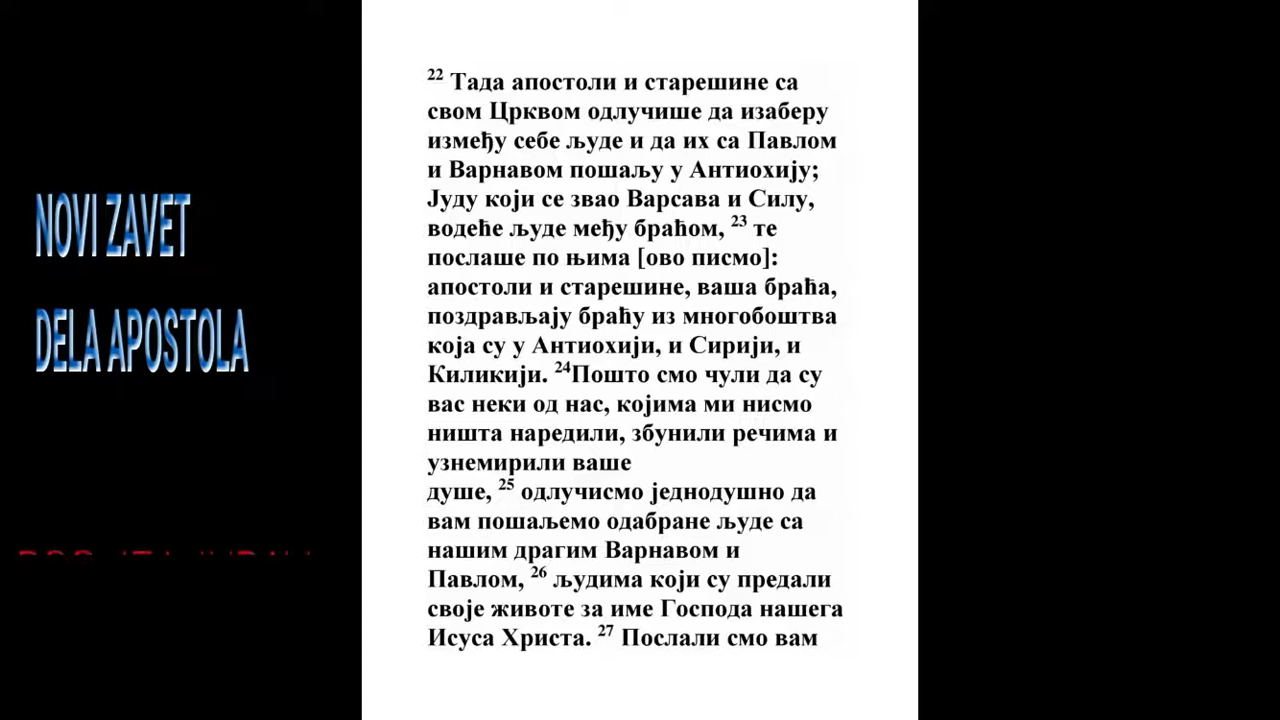 NOVI ZAVET
DELA APOSTOLA
22 Тада апостоли и старешине са
свом Црквом одлучише да изаберу
између себе људе и да их са Павлом
и Варнавом пошаљу у Антиохију;
Јуду који се звао Варсава и Силу,
водеће људе међу браћом, 23 те
послаше по њима [ово писмо]:
апостоли и старешине, ваша браћа,
поздрављају браћу из многобоштва
која су у Антиохији, и Сирији, и
Киликији. 24Пошто смо чули да су
вас неки од нас, којима ми нисмо
ништа наредили, збунили речима и
узнемирили ваше
душе, 25 одлучисмо једнодушно да
вам пошаљемо одабране људе са
нашим драгим Варнавом и
Павлом, 26 људима који су предали
своје животе за име Господа нашега
Исуса Христа. 27 Послали смо вам